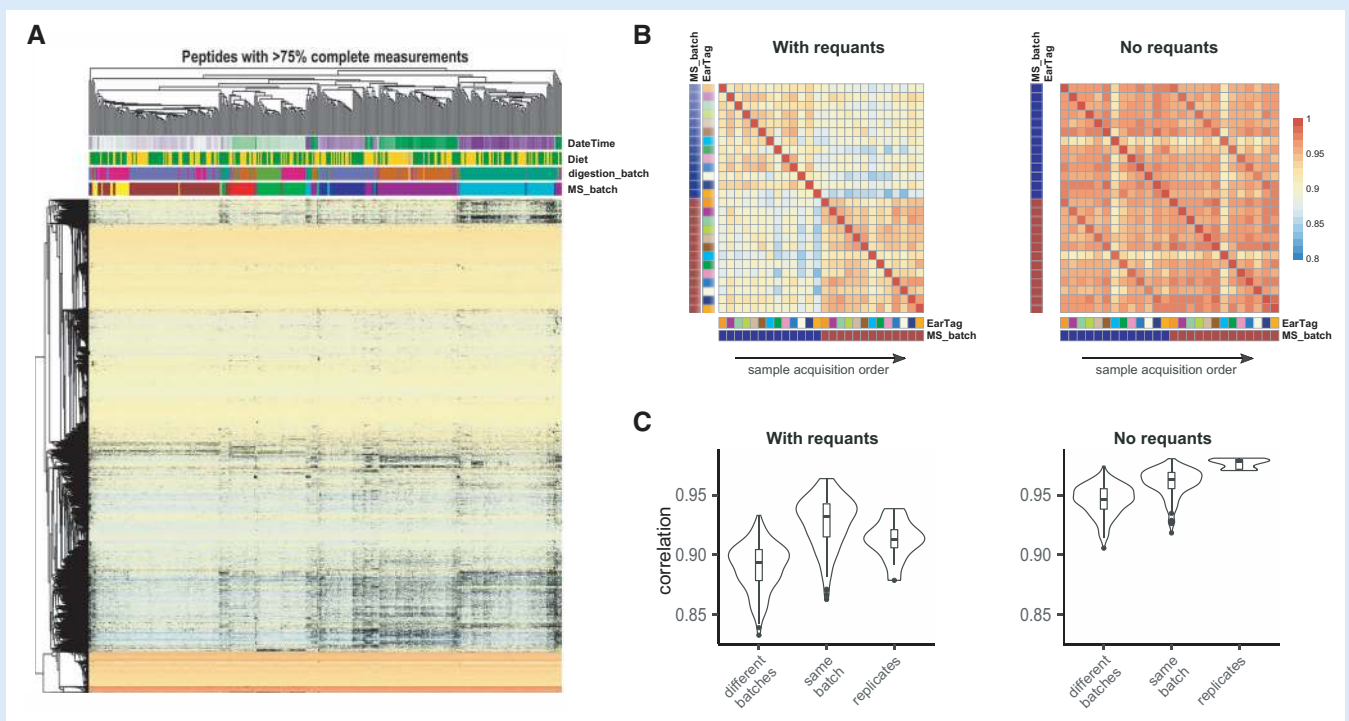 A
Peptides with >75% complete measurements
DateTime
Diet
digestion_batch
MS_batch
B
With requants
MS_batch
EarTag
EarTag
MS_batch
sample acquisition order
No requants
MS_batch
EarTag
EarTag
MS_batch
sample acquisition order
1
0.95
0.9
0.85
0.8
C
With requants
correlation
0.95
0.90
0.85
different
batches
same
batch
replicates
No requants
0.95
0.90
0.85
different
batches
same
batch
replicates